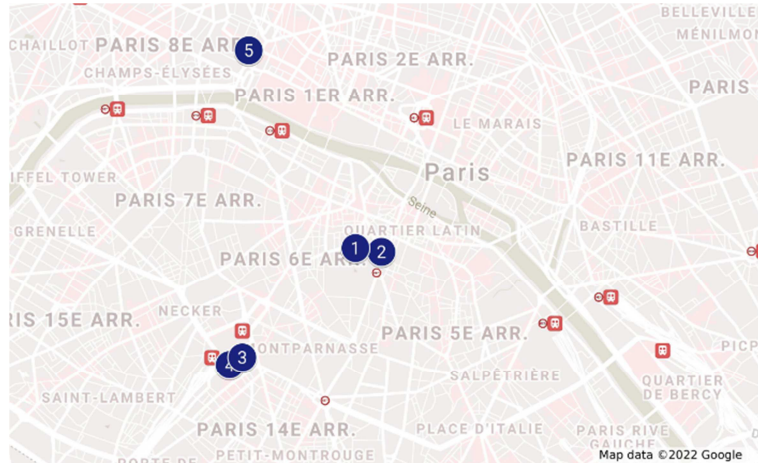 BELLEVILLE
MÉNILMON
CHAILLOT
PARIS 8E AR
5
CHAMPS-ÉLYSÉES
PARIS 2E ARR.
PARIS
PARIS 1ER ARR.
LE MARAIS
Paris
PARIS 11E ARR.
IFFEL TOWER
PARIS 7E ARR.
Seine
GRENELLE
QUARTIER LATIN
BASTILLE
1
2
PARIS 6E ARR.
NECKER
RIS 15E ARR.
PARIS 5E ARR.
MONTPARNASSE
PICP
4
3
SALPÊTRIÈRE
QUARTIER
DE BERCY
SAINT-LAMBERT
PARIS 14E ARR.
PLACE D'ITALIE
PARIS RIVE
GAUCHE
PORTE DE
PETIT-MONTROUGE
Map data ©2022 Google